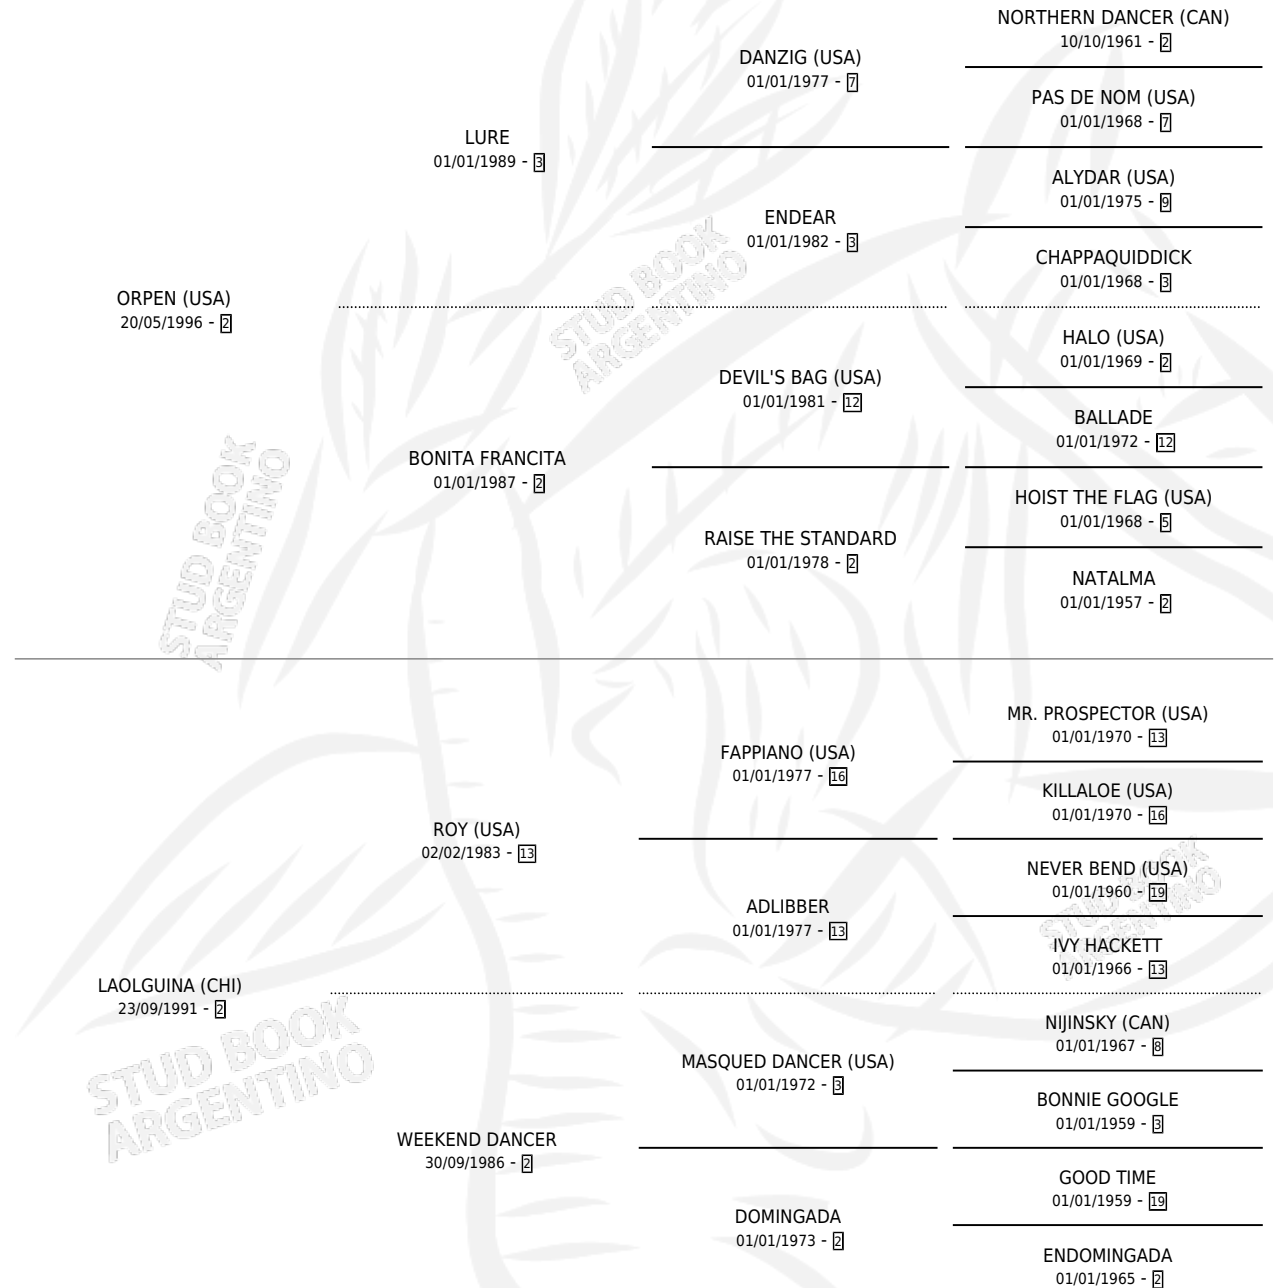 NORTHERN DANCER (CAN)
10/10/1961 - 2
DANZIG (USA)
01/01/1977 - 7
PAS DE NOM (USA)
01/01/1968 - 7
LURE
01/01/1989 - 3
ALYDAR (USA)
01/01/1975 - 9
ENDEAR
01/01/1982 - 3
CHAPPAQUIDDICK
01/01/1968 - 3
ORPEN (USA)
20/05/1996 - 2
STUD BOOK
ARGENTINO
HALO (USA)
01/01/1969 - 2
DEVIL'S BAG (USA)
01/01/1981 - 12
BALLADE
01/01/1972 - 12
BONITA FRANCITA
01/01/1987 - 2
HOIST THE FLAG (USA)
01/01/1968 - 5
RAISE THE STANDARD
01/01/1978 - 2
NATALMA
01/01/1957 - 2
STUD BOOK
ARGENTINO
MR. PROSPECTOR (USA)
01/01/1970 - 13
FAPPIANO (USA)
01/01/1977 - 16
KILLALOE (USA)
01/01/1970 - 16
ROY (USA)
02/02/1983 - 13
NEVER BEND (USA)
01/01/1960 - 19
ADLIBBER
01/01/1977 - 13
IVY HACKETT
01/01/1966 - 13
STUD BOOK
ARGENTINO
LAOLGUINA (CHI)
23/09/1991 - 2
NIJINSKY (CAN)
01/01/1967 - 8
MASQUED DANCER (USA)
01/01/1972 - 3
BONNIE GOOGLE
01/01/1959 - 3
STUD BOOK
ARGENTINO
WEEKEND DANCER
30/09/1986 - 2
GOOD TIME
01/01/1959 - 19
DOMINGADA
01/01/1973 - 2
ENDOMINGADA
01/01/1965 - 2